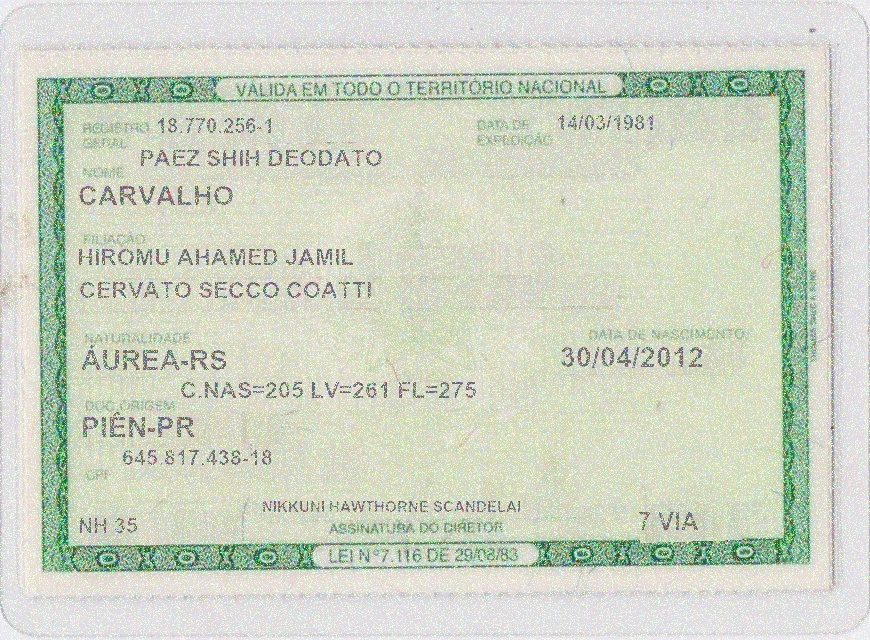 VÁLIDA EM TODO O TERRITÓRIO NACIONAL
REGISTRO GERAL 18.770.256-1 DATA DE EXPEDIÇÃO 14/03/1981
PAEZ SHIH DEODATO
NOME
CARVALHO
FILIAÇÃO
HIROMU AHAMED JAMIL
CERVATO SECCO COATTI
NATURALIDADE DATA DE NASCIMENTO
ÁUREA-RS 30/04/2012
C.NAS=205 LV=261 FL=275
DOC ORIGEM
PIÊN-PR
645.817.438-18
CPF
NIKKUNI HAWTHORNE SCANDELAI
NH 35 ASSINATURA DO DIRETOR 7 VIA
LEI Nº 7.116 DE 29/08/83